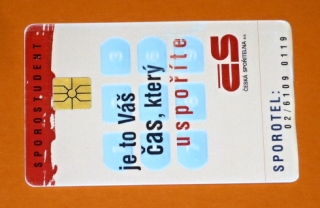 SPOROSTUDENT
je to Váš
čas, který
uspoříte
ČS
ČESKÁ SPOŘITELNA a.s.
SPOROTEL:
02/6109 0119